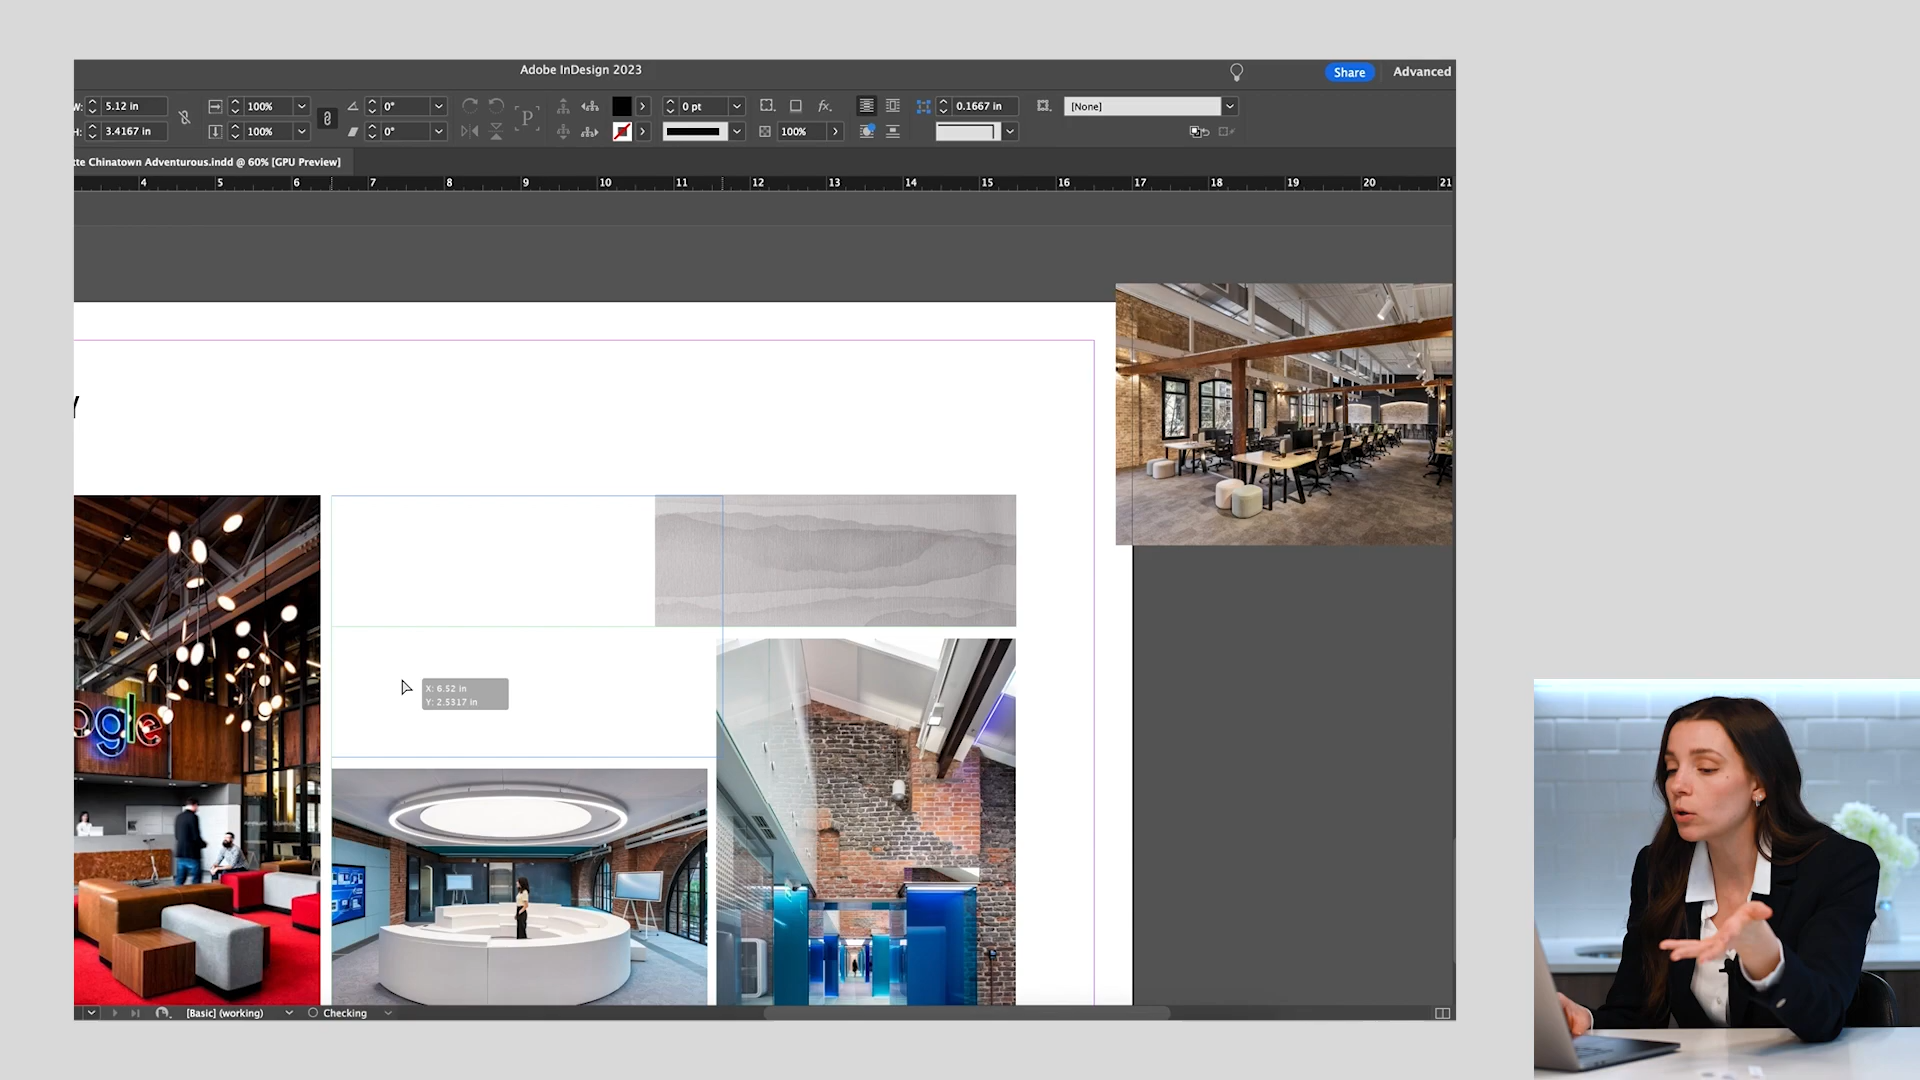 Adobe InDesign 2023
Share
Advanced
W:
5.12 in
100%
0°
0 pt
fx.
0.1667 in
[None]
H:
3.4167 in
100%
0°
P
100%
te Chinatown Adventurous.indd @ 60% [GPU Preview]
4 5 6 7 8 9 10 11 12 13 14 15 16 17 18 19 20 21
Y
ogle
X: 6.52 in
Y: 2.5317 in
[Basic] (working)
Checking